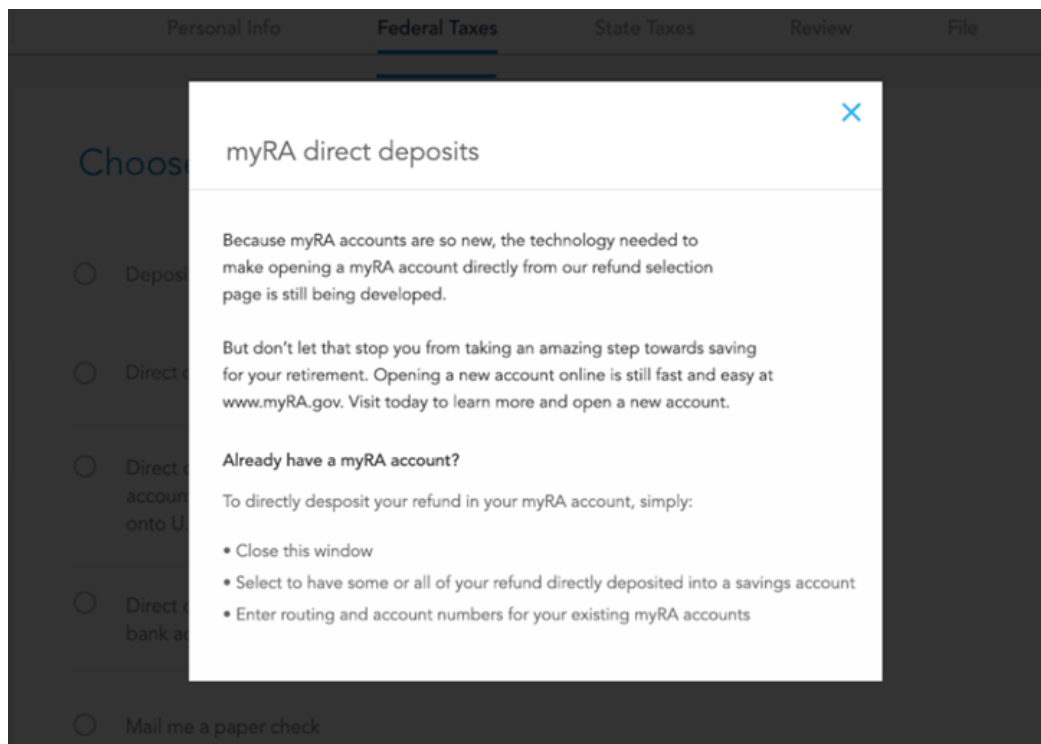 Personal Info Federal Taxes State Taxes Review File
myRA direct deposits
Because myRA accounts are so new, the technology needed to
make opening a myRA account directly from our refund selection
page is still being developed.
But don't let that stop you from taking an amazing step towards saving
for your retirement. Opening a new account online is still fast and easy at
www.myRA.gov. Visit today to learn more and open a new account.
Already have a myRA account?
To directly desposit your refund in your myRA account, simply:
• Close this window
• Select to have some or all of your refund directly deposited into a savings account
• Enter routing and account numbers for your existing myRA accounts
Direct
Direct
onto U.
Direct
bank
Mail me a paper check